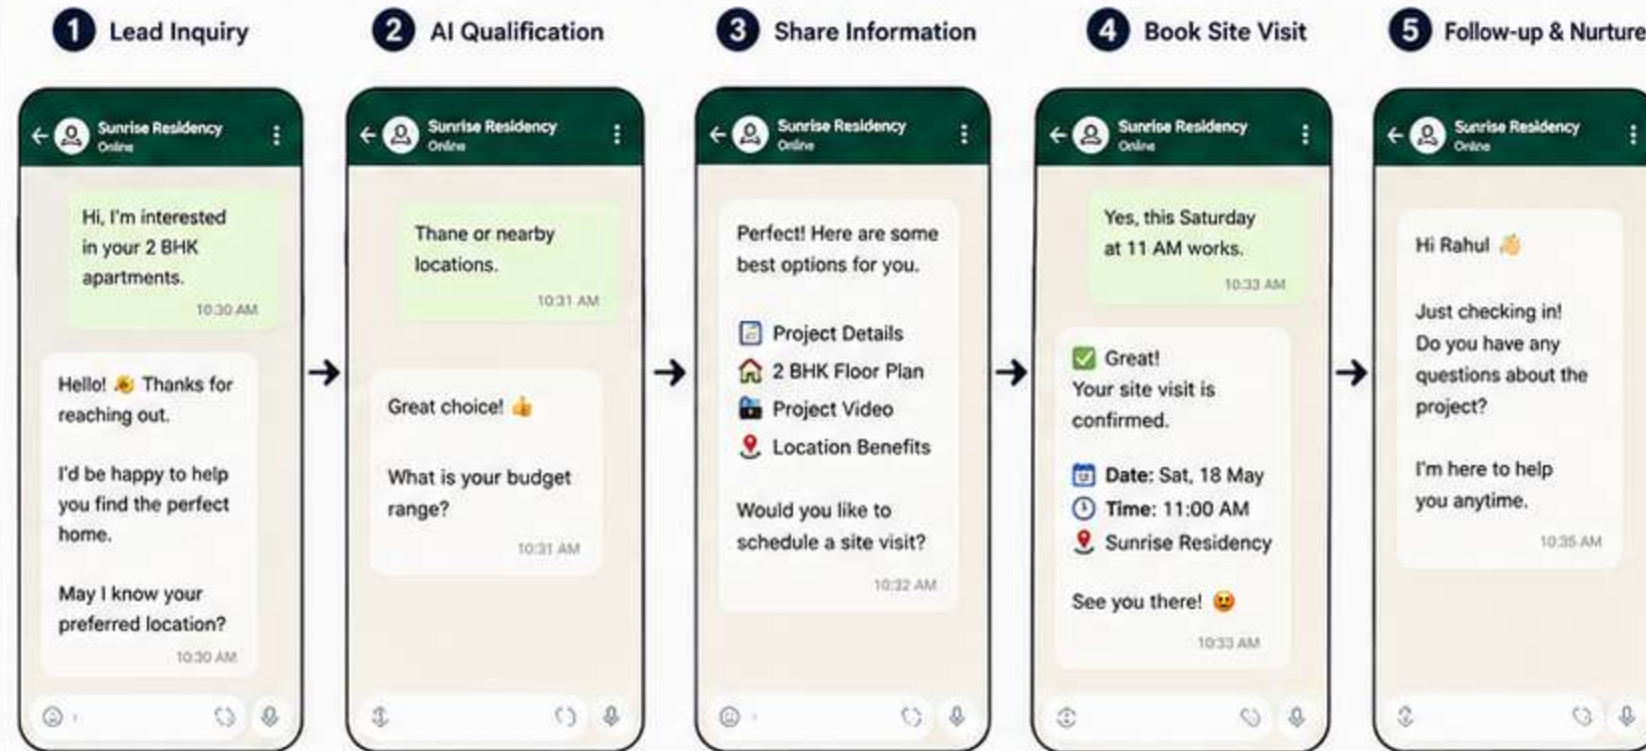 1 Lead Inquiry
Sunrise Residency
Online
Hi, I'm interested
in your 2 BHK
apartments.
10:30 AM
Hello! 👋 Thanks for
reaching out.
I'd be happy to help
you find the perfect
home.
May I know your
preferred location?
10:30 AM
2 AI Qualification
Sunrise Residency
Online
Thane or nearby
locations.
10:31 AM
Great choice! 👍
What is your budget
range?
10:31 AM
3 Share Information
Sunrise Residency
Online
Perfect! Here are some
best options for you.
Project Details
2 BHK Floor Plan
Project Video
Location Benefits
Would you like to
schedule a site visit?
10:32 AM
4 Book Site Visit
Sunrise Residency
Online
Yes, this Saturday
at 11 AM works.
10:33 AM
✅ Great!
Your site visit is
confirmed.
Date: Sat, 18 May
Time: 11:00 AM
Sunrise Residency
See you there!
10:33 AM
5 Follow-up & Nurture
Sunrise Residency
Online
Hi Rahul 👋
Just checking in!
Do you have any
questions about the
project?
I'm here to help
you anytime.
10:35 AM